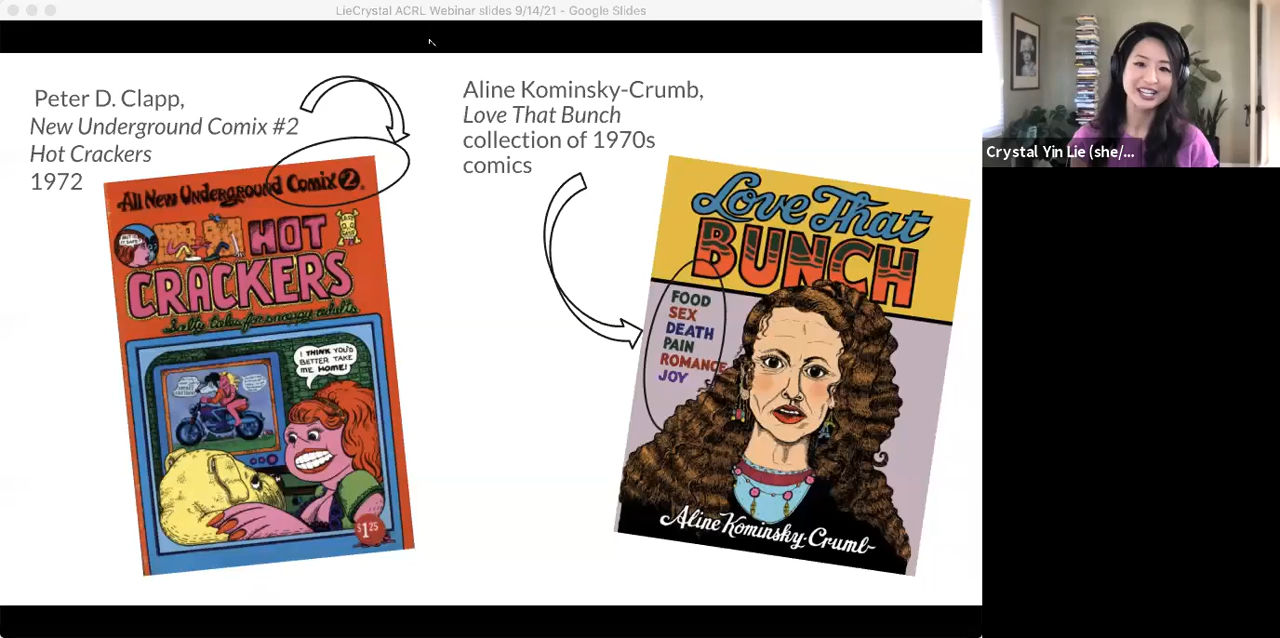 LieCrystal ACRL Webinar slides 9/14/21 - Google Slides
Peter D. Clapp,
New Underground Comix #2
Hot Crackers
1972
Aline Kominsky-Crumb,
Love That Bunch
collection of 1970s
comics
All New Underground Comix 2
HOT
CRACKERS
Salty tales for snappy adults
I THINK YOU'D
BETTER TAKE
ME HOME!
$1.25
Love That
BUNCH
FOOD
SEX
DEATH
PAIN
ROMANCE
JOY
Aline Kominsky-Crumb
Crystal Yin Lie (she/...